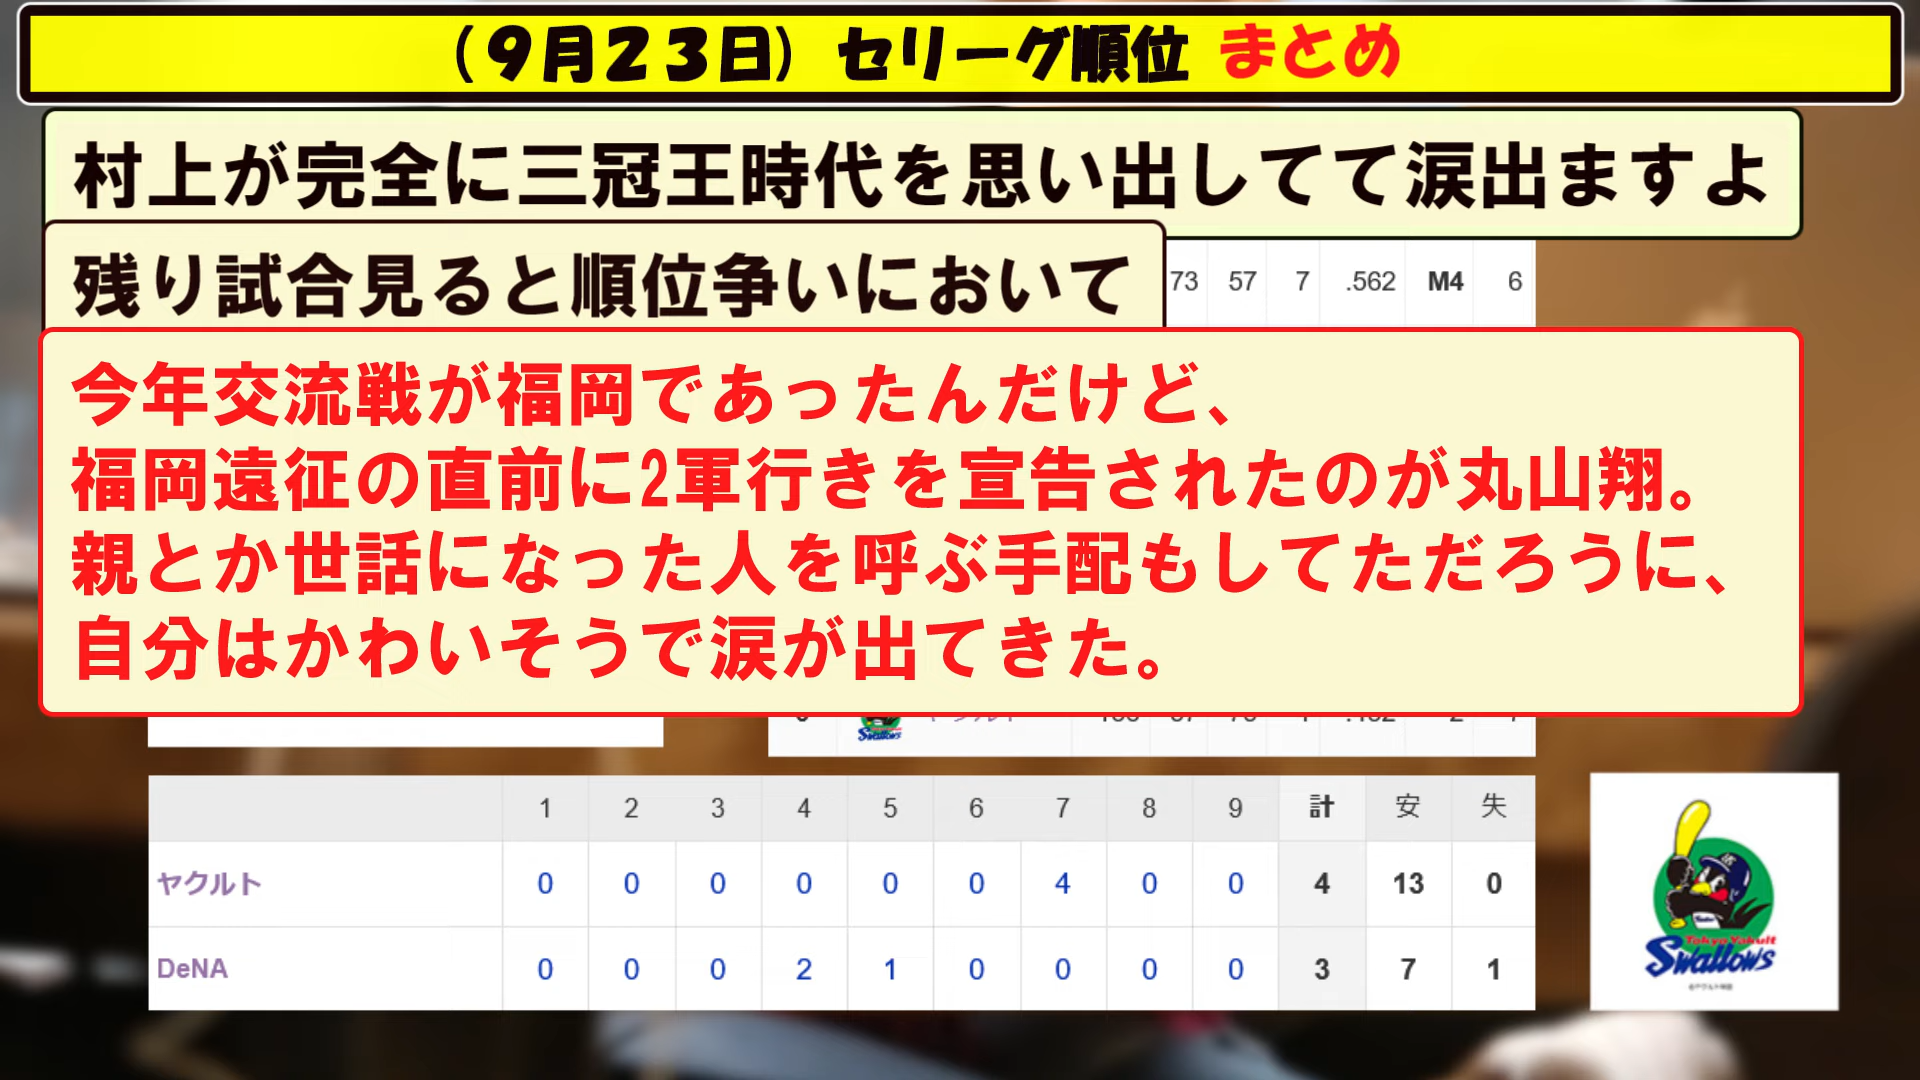 (9月23日) セリーグ順位 まとめ
村上が完全に三冠王時代を思い出してて涙出ますよ
残り試合見ると順位争いにおいて
73 57 7 .562 M4 6
今年交流戦が福岡であったんだけど、
福岡遠征の直前に2軍行きを宣告されたのが丸山翔。
親とか世話になった人を呼ぶ手配もしてただろうに、
自分はかわいそうで涙が出てきた。
Swallows
1 2 3 4 5 6 7 8 9 計 安 失
ヤクルト 0 0 0 0 0 0 4 0 0 4 13 0
DeNA 0 0 0 2 1 0 0 0 0 3 7 1
Tokyo Yakult
Swallows